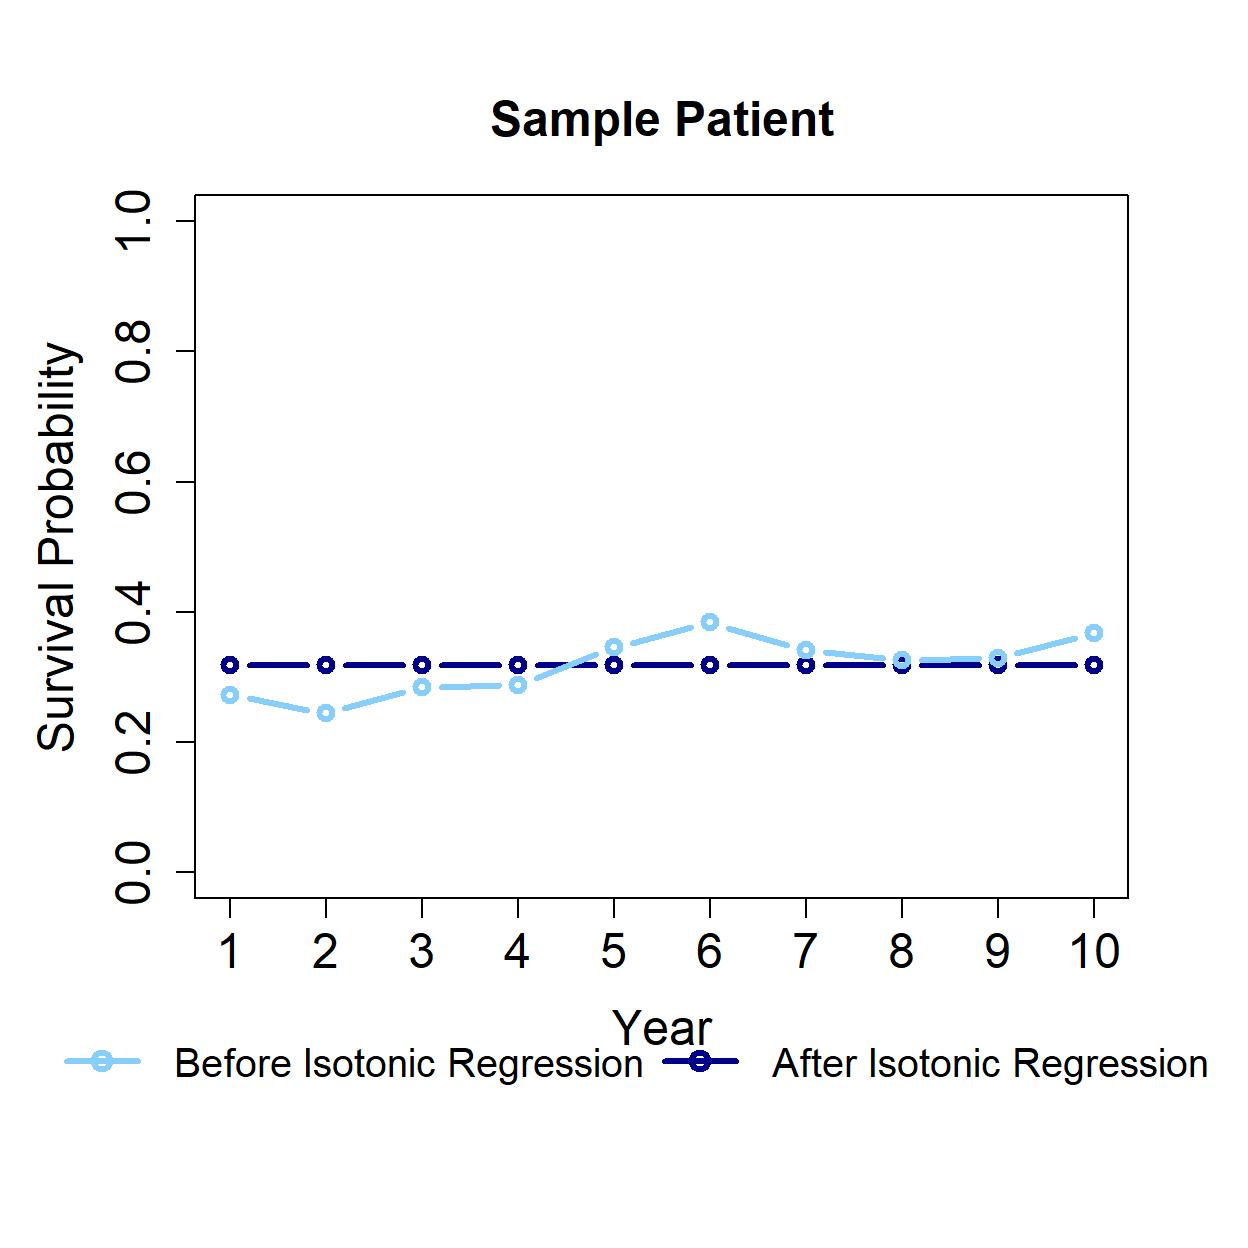 Sample Patient
Survival Probability
1.0
0.8
0.6
0.4
0.2
0.0
1 2 3 4 5 6 7 8 9 10
Year
Before Isotonic Regression After Isotonic Regression